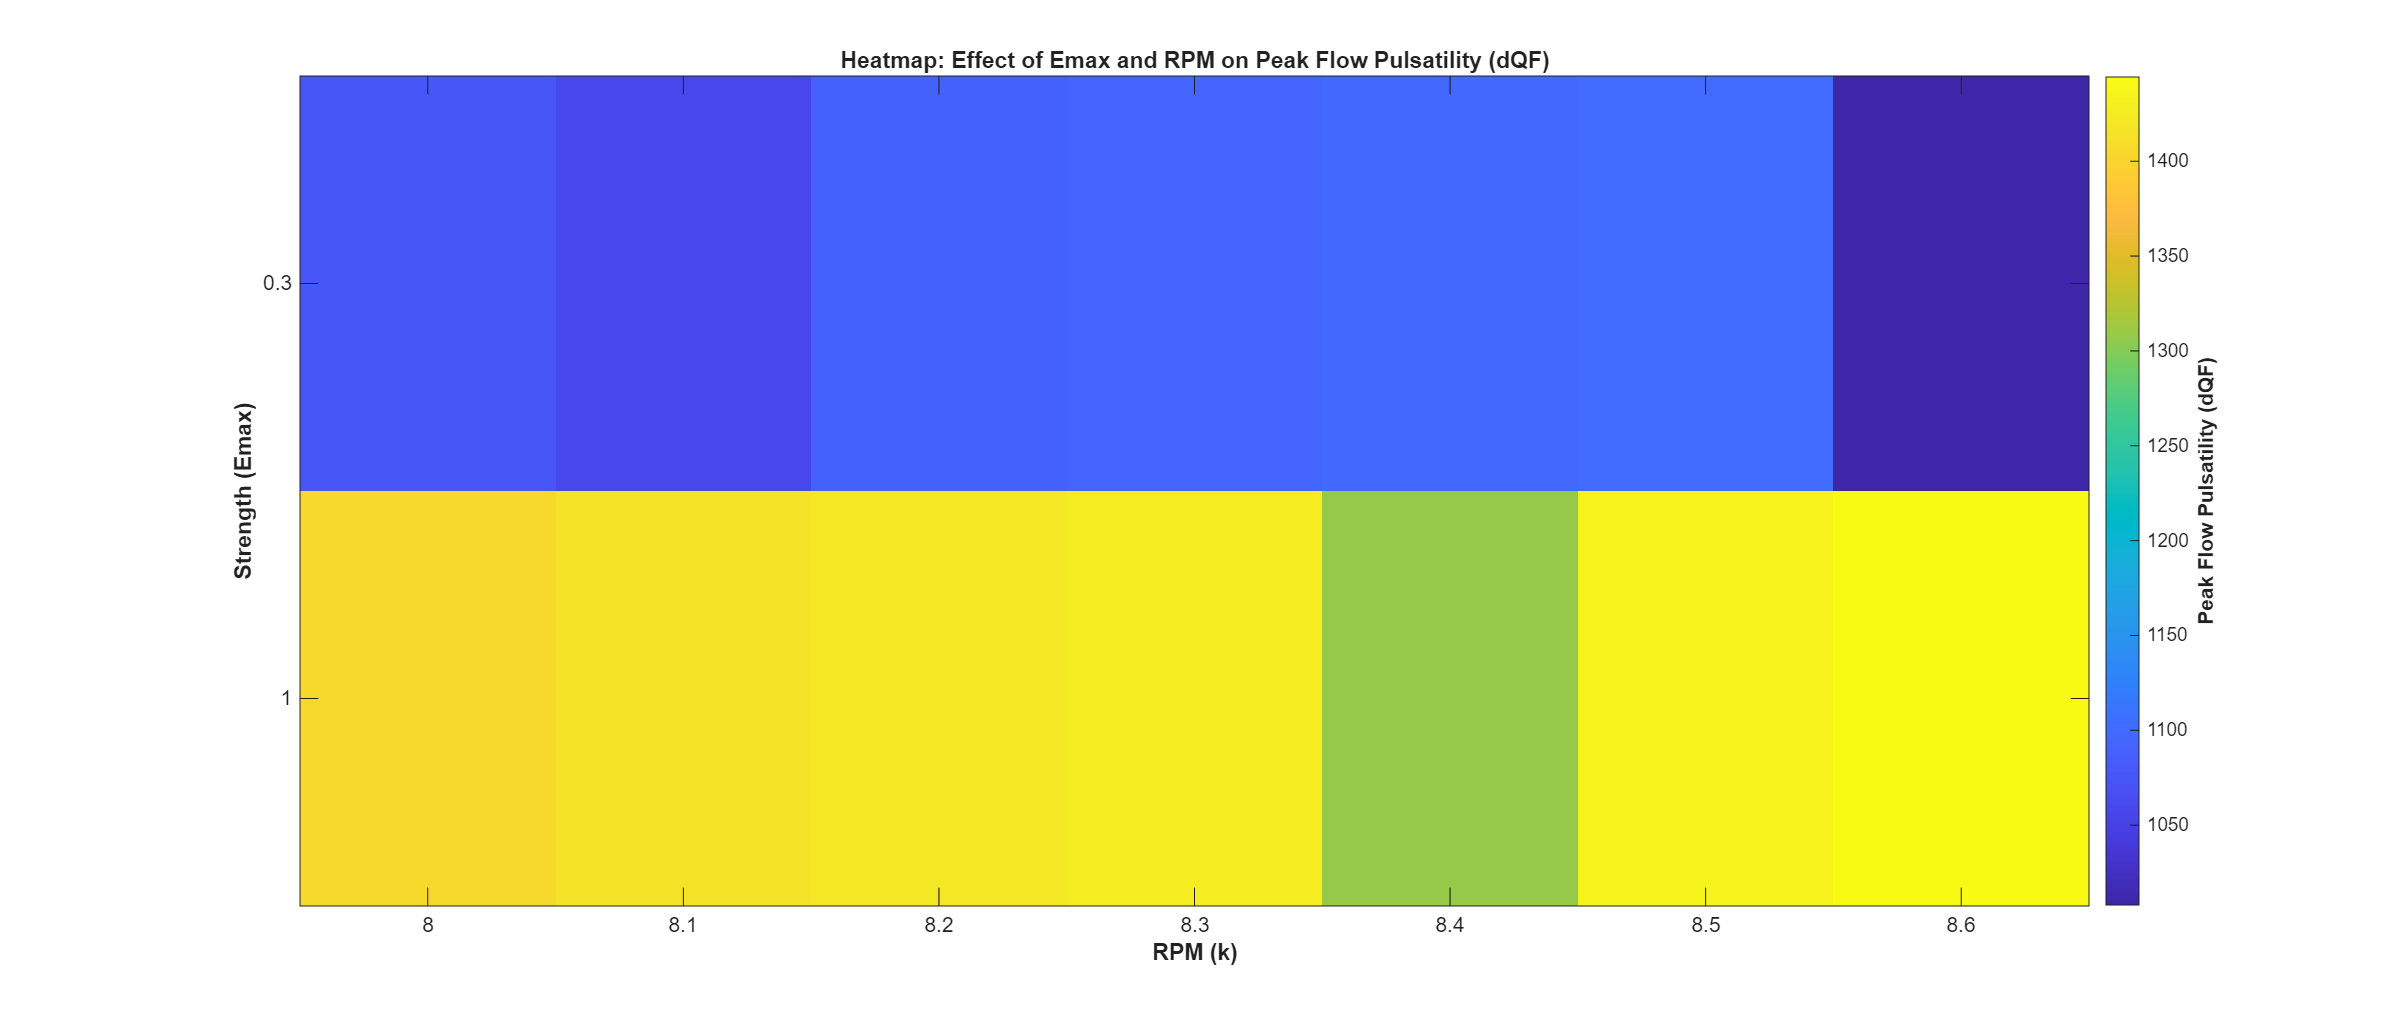 Heatmap: Effect of Emax and RPM on Peak Flow Pulsatility (dQF)
Strength (Emax)
0.3
1
8 8.1 8.2 8.3 8.4 8.5 8.6
RPM (k)
1400
1350
1300
1250
1200
1150
1100
1050
Peak Flow Pulsatility (dQF)